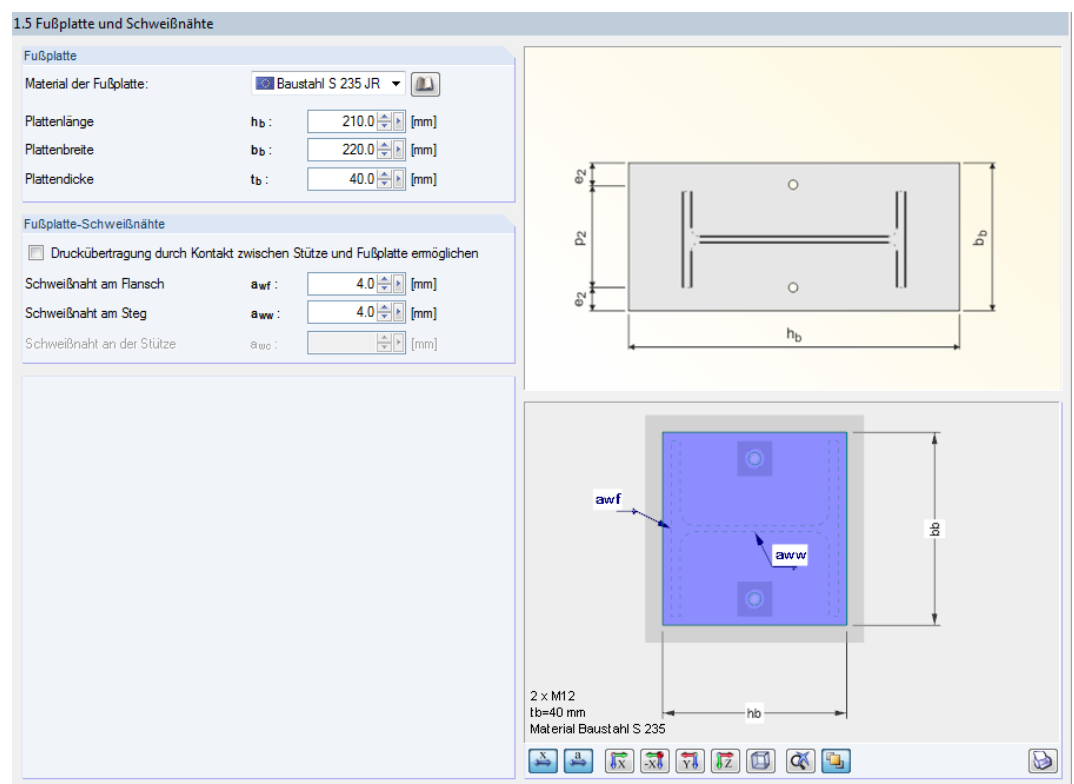 1.5 Fußplatte und Schweißnähte
Fußplatte
Material der Fußplatte: Baustahl S 235 JR
Plattenlänge hb : 210.0 [mm]
Plattenbreite bb : 220.0 [mm]
Plattendicke tb : 40.0 [mm]
Fußplatte-Schweißnähte
Druckübertragung durch Kontakt zwischen Stütze und Fußplatte ermöglichen
Schweißnaht am Flansch awf : 4.0 [mm]
Schweißnaht am Steg aww : 4.0 [mm]
Schweißnaht an der Stütze awc : [mm]
e2
p2
e2
bb
hb
awf
aww
bb
hb
2 x M12
tb=40 mm
Material Baustahl S 235
x a X -X Y Z